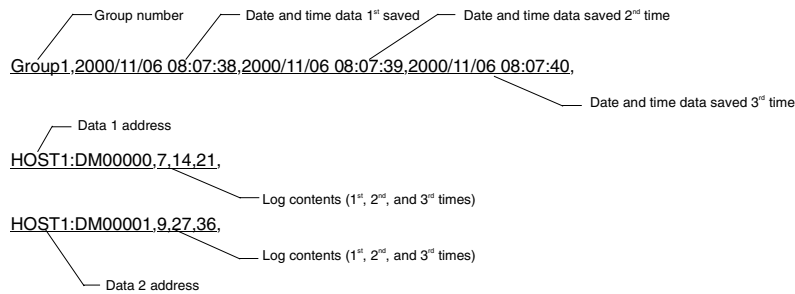 Group number
Date and time data 1st saved
Date and time data saved 2nd time
Group1,2000/11/06 08:07:38,2000/11/06 08:07:39,2000/11/06 08:07:40,
Date and time data saved 3rd time
Data 1 address
HOST1:DM00000,7,14,21,
Log contents (1st, 2nd, and 3rd times)
HOST1:DM00001,9,27,36,
Log contents (1st, 2nd, and 3rd times)
Data 2 address